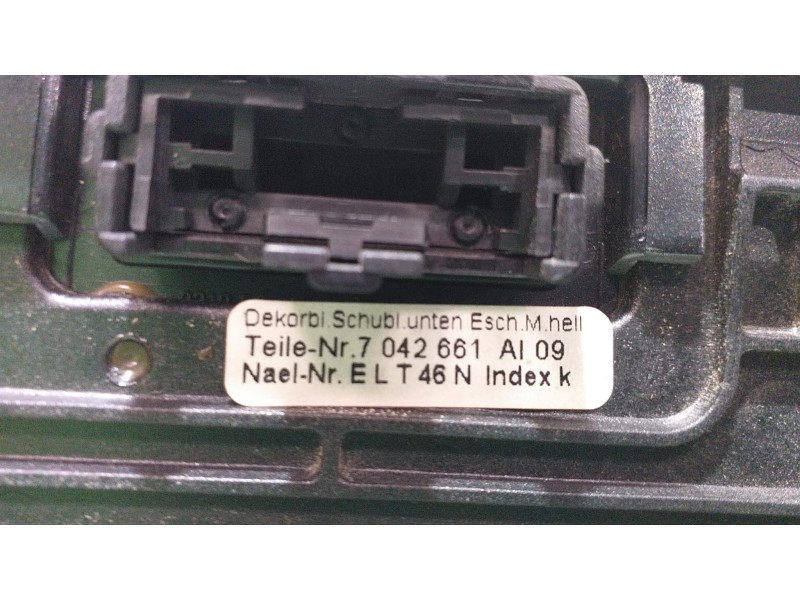 Dekorbl.Schubl.unten Esch.M.hell
Teile-Nr.7 042 661 AI 09
Nael-Nr. E L T 46 N Index k